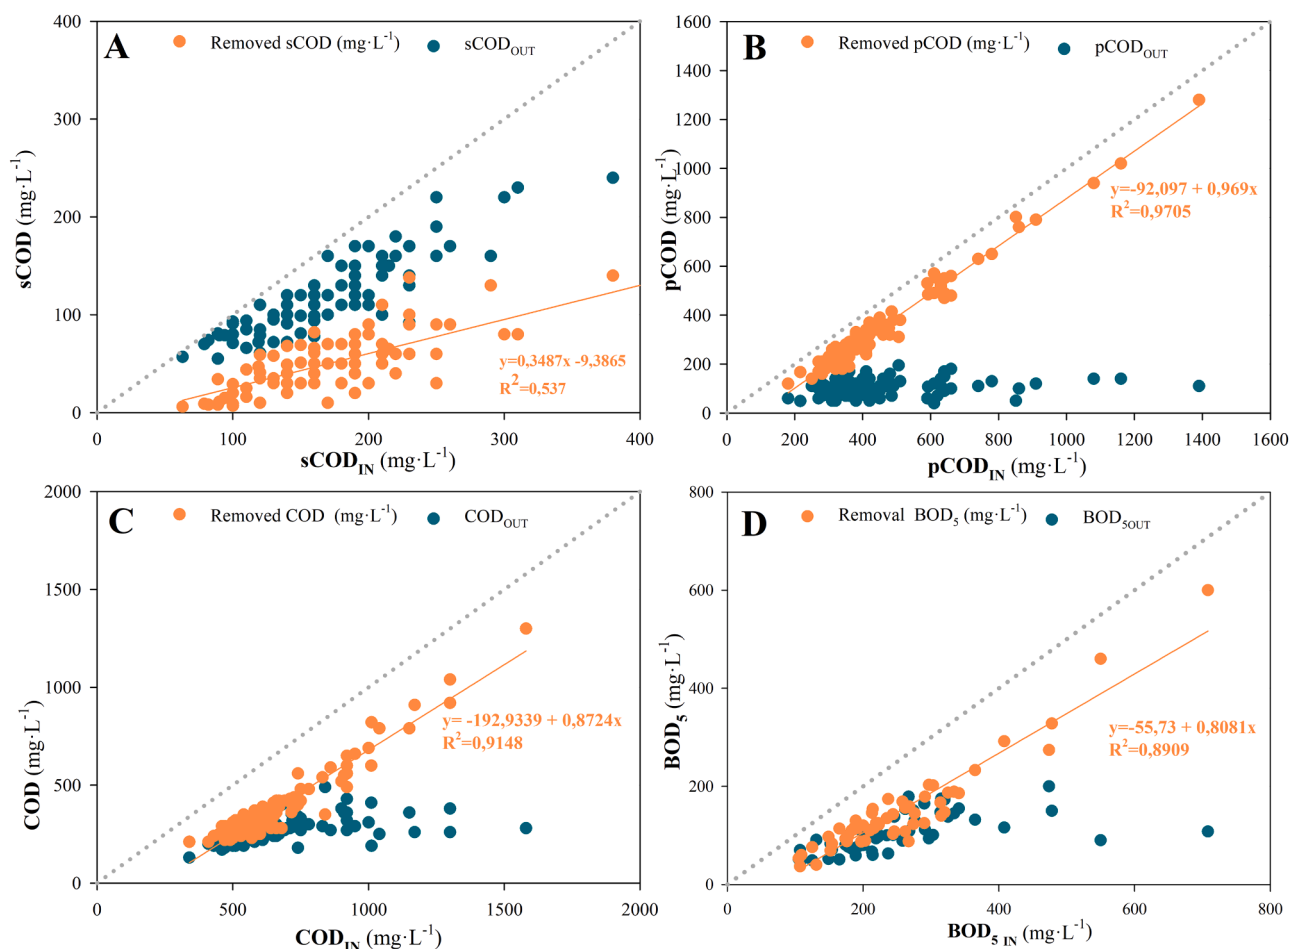 A
Removed sCOD (mg·L-1)
sCODOUT
400
300
200
100
0
sCOD (mg·L-1)
y=0,3487x -9,3865
R2=0,537
0
100
200
300
400
sCODIN (mg·L-1)
B
Removed pCOD (mg·L-1)
pCODOUT
1600
1400
1200
1000
800
600
400
200
0
pCOD (mg·L-1)
y=-92,097 + 0,969x
R2=0,9705
0
200
400
600
800
1000
1200
1400
1600
pCODIN (mg·L-1)
C
Removed COD (mg·L-1)
CODOUT
2000
1500
1000
500
0
COD (mg·L-1)
y= -192,9339 + 0,8724x
R2=0,9148
0
500
1000
1500
2000
CODIN (mg·L-1)
D
Removal BOD5 (mg·L-1)
BOD5OUT
800
600
400
200
0
BOD5 (mg·L-1)
y=-55,73 + 0,8081x
R2=0,8909
0
200
400
600
800
BOD5 IN (mg·L-1)